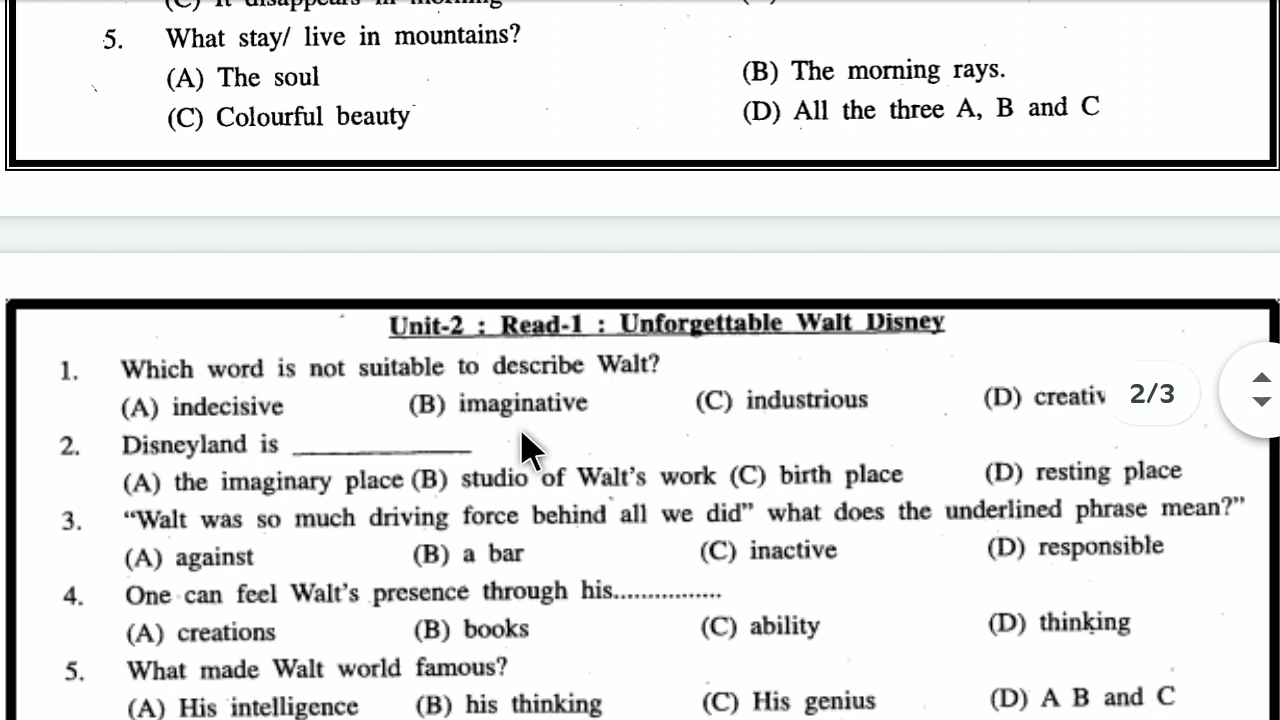 (C) It disappears in morning
5. What stay/ live in mountains?
(A) The soul (B) The morning rays.
(C) Colourful beauty (D) All the three A, B and C
Unit-2 : Read-1 : Unforgettable Walt Disney
1. Which word is not suitable to describe Walt?
(A) indecisive (B) imaginative (C) industrious (D) creativ
2/3
2. Disneyland is ____________
(A) the imaginary place (B) studio of Walt's work (C) birth place (D) resting place
3. “Walt was so much driving force behind all we did” what does the underlined phrase mean?”
(A) against (B) a bar (C) inactive (D) responsible
4. One can feel Walt's presence through his................
(A) creations (B) books (C) ability (D) thinking
5. What made Walt world famous?
(A) His intelligence (B) his thinking (C) His genius (D) A B and C